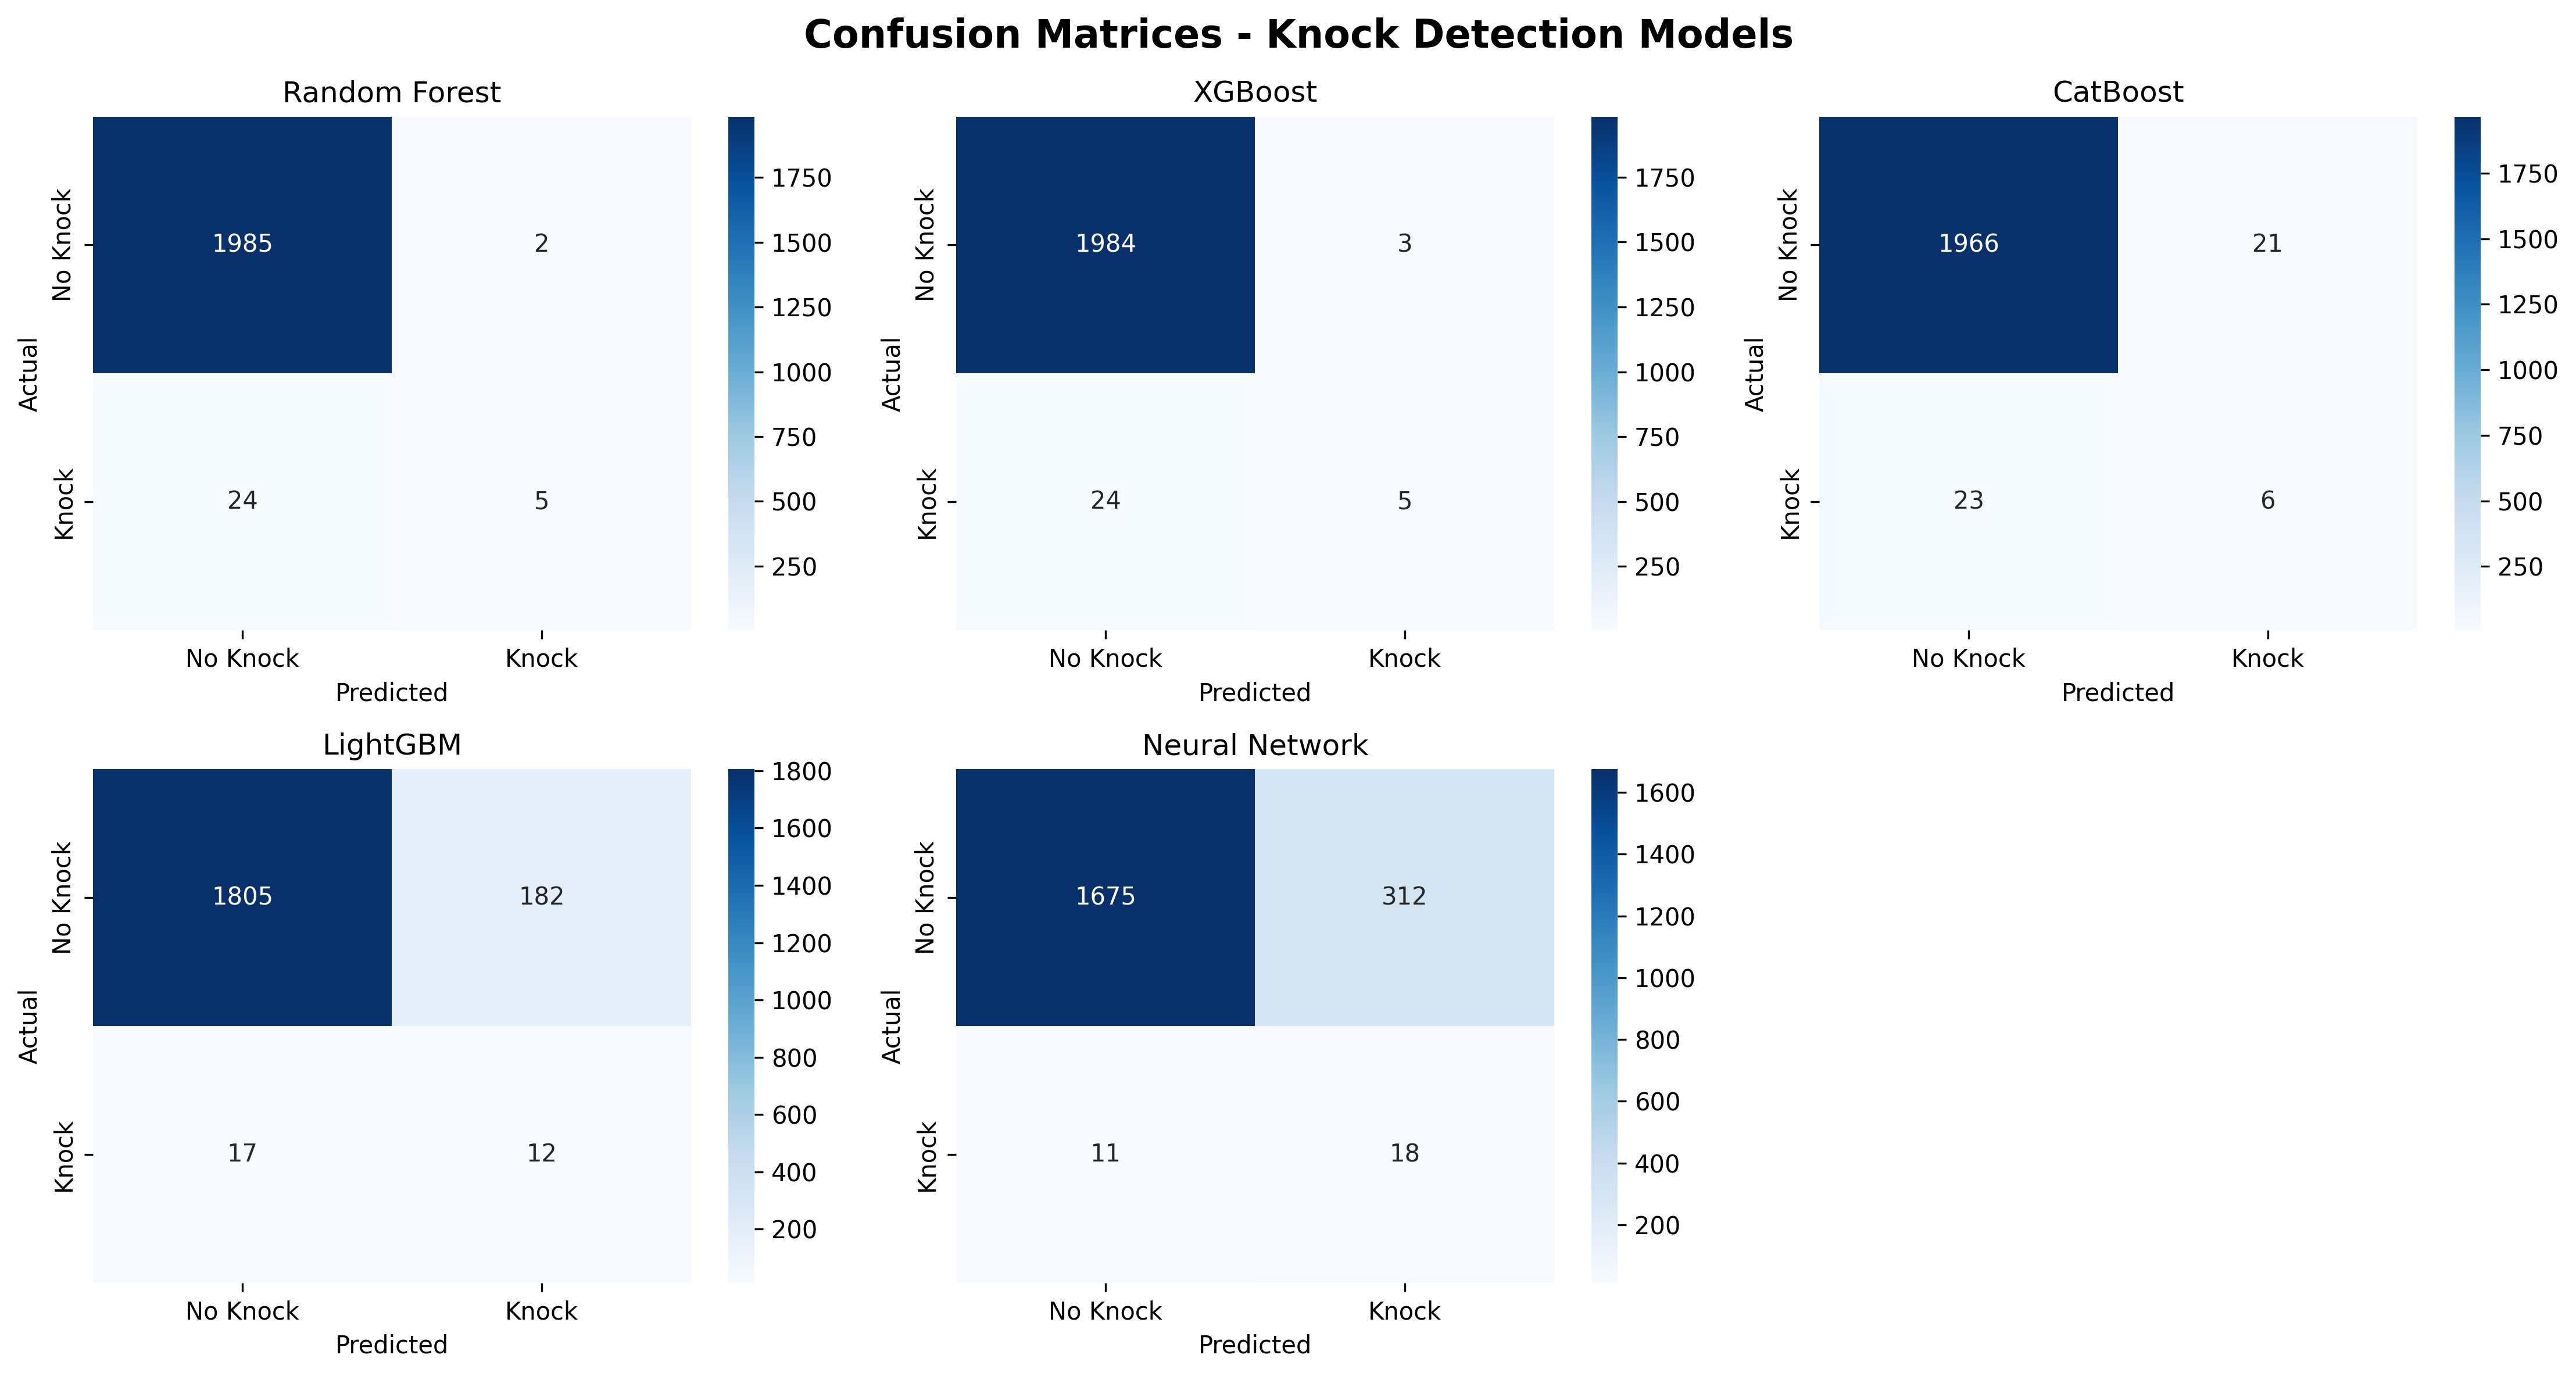 Confusion Matrices - Knock Detection Models
Random Forest
Actual
No Knock
Knock
1985
2
24
5
No Knock
Knock
Predicted
1750
1500
1250
1000
750
500
250
XGBoost
Actual
No Knock
Knock
1984
3
24
5
No Knock
Knock
Predicted
1750
1500
1250
1000
750
500
250
CatBoost
Actual
No Knock
Knock
1966
21
23
6
No Knock
Knock
Predicted
1750
1500
1250
1000
750
500
250
LightGBM
Actual
No Knock
Knock
1805
182
17
12
No Knock
Knock
Predicted
1800
1600
1400
1200
1000
800
600
400
200
Neural Network
Actual
No Knock
Knock
1675
312
11
18
No Knock
Knock
Predicted
1600
1400
1200
1000
800
600
400
200